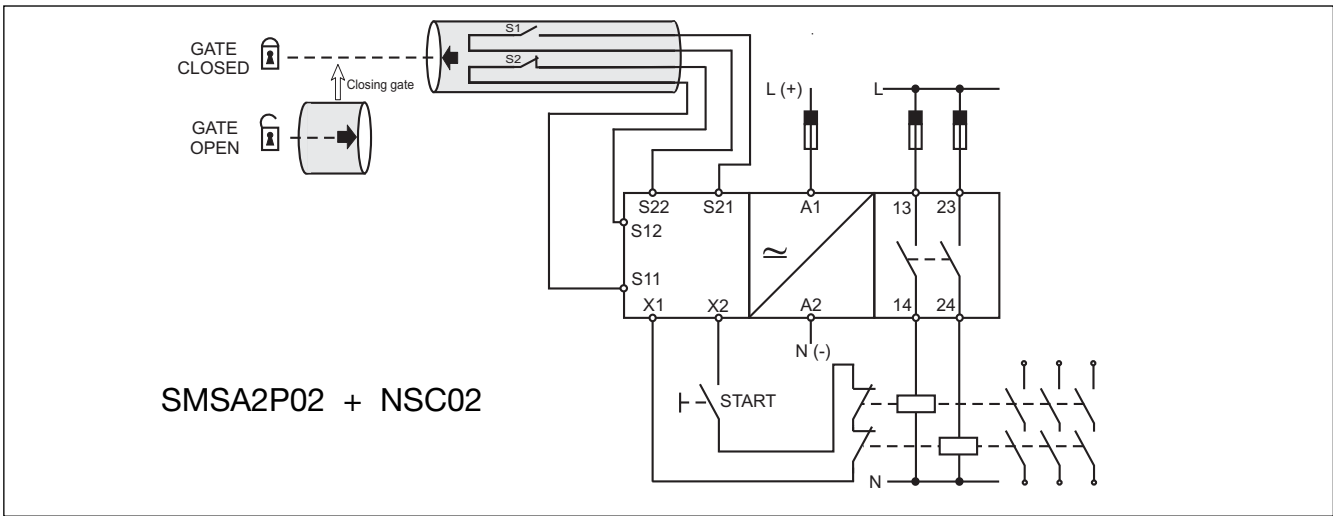 GATE
CLOSED
S1
S2
Closing gate
GATE
OPEN
L (+)
L
S22
S21
A1
13
23
S12
≃
S11
X1
X2
A2
14
24
N (-)
START
SMSA2P02 + NSC02
N